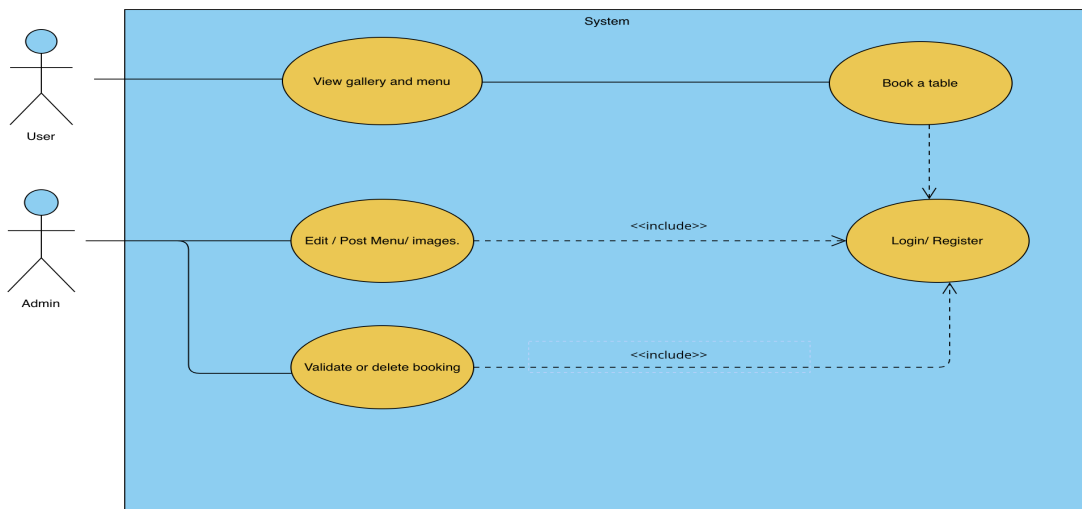 System
View gallery and menu
Book a table
User
<<include>>
Edit / Post Menu/ images.
Login/ Register
Admin
<<include>>
Validate or delete booking